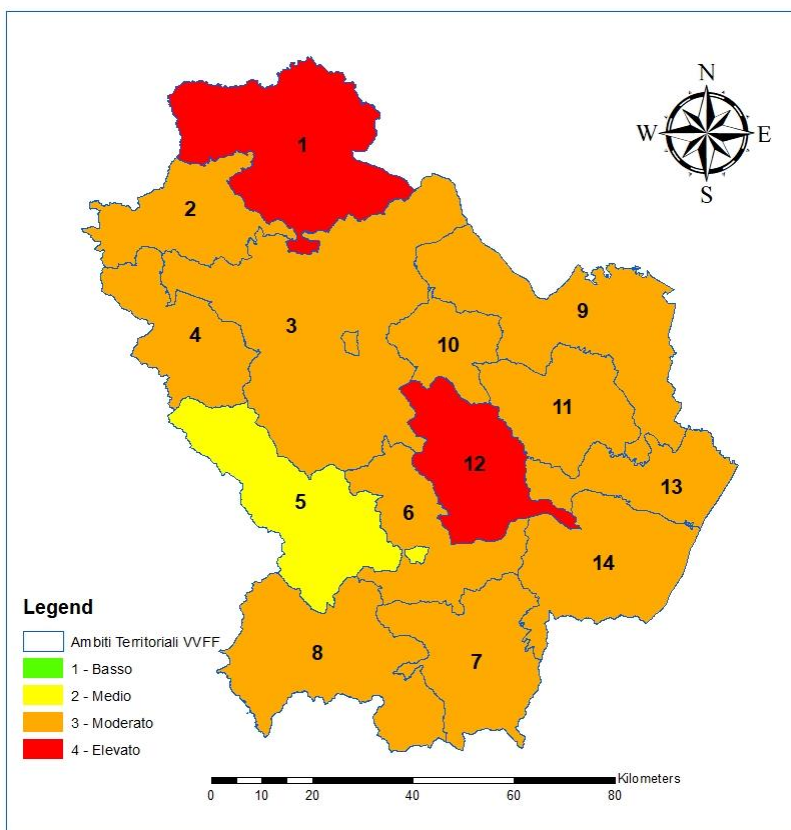 N
W
E
S
1
2
3
4
9
10
11
12
5
6
13
14
8
7
Legend
Ambiti Territoriali VVFF
1 - Basso
2 - Medio
3 - Moderato
4 - Elevato
Kilometers
0 10 20 40 60 80